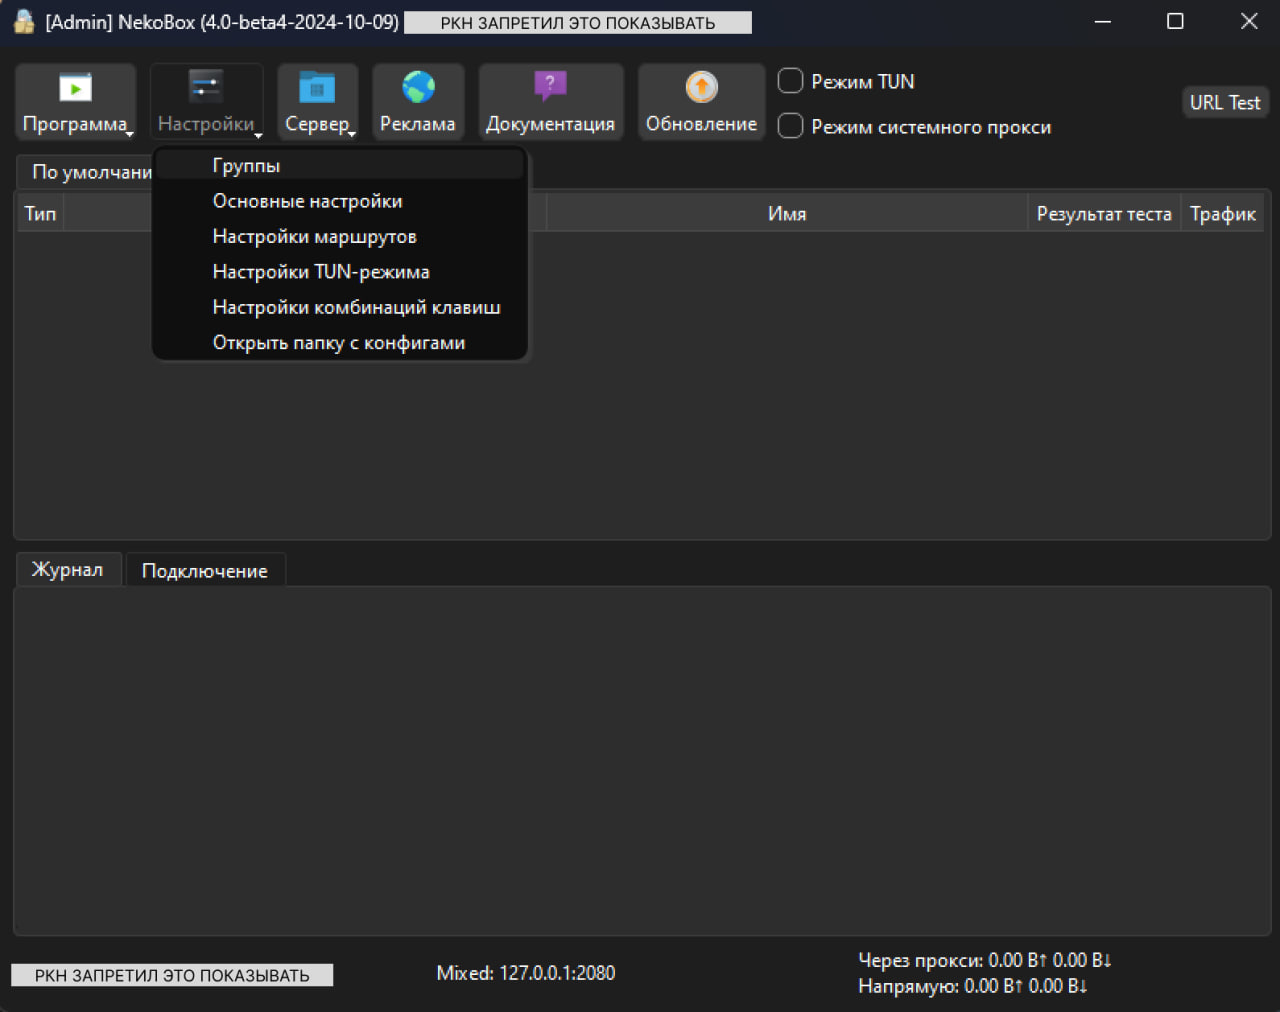 [Admin] NekoBox (4.0-beta4-2024-10-09) РКН ЗАПРЕТИЛ ЭТО ПОКАЗЫВАТЬ
Программа Настройки Сервер Реклама Документация Обновление
Режим TUN
Режим системного прокси
URL Test
По умолчани
Группы
Основные настройки
Настройки маршрутов
Настройки TUN-режима
Настройки комбинаций клавиш
Открыть папку с конфигами
Тип Имя Результат теста Трафик
Журнал Подключение
РКН ЗАПРЕТИЛ ЭТО ПОКАЗЫВАТЬ
Mixed: 127.0.0.1:2080
Через прокси: 0.00 B↑ 0.00 B↓
Напрямую: 0.00 B↑ 0.00 B↓